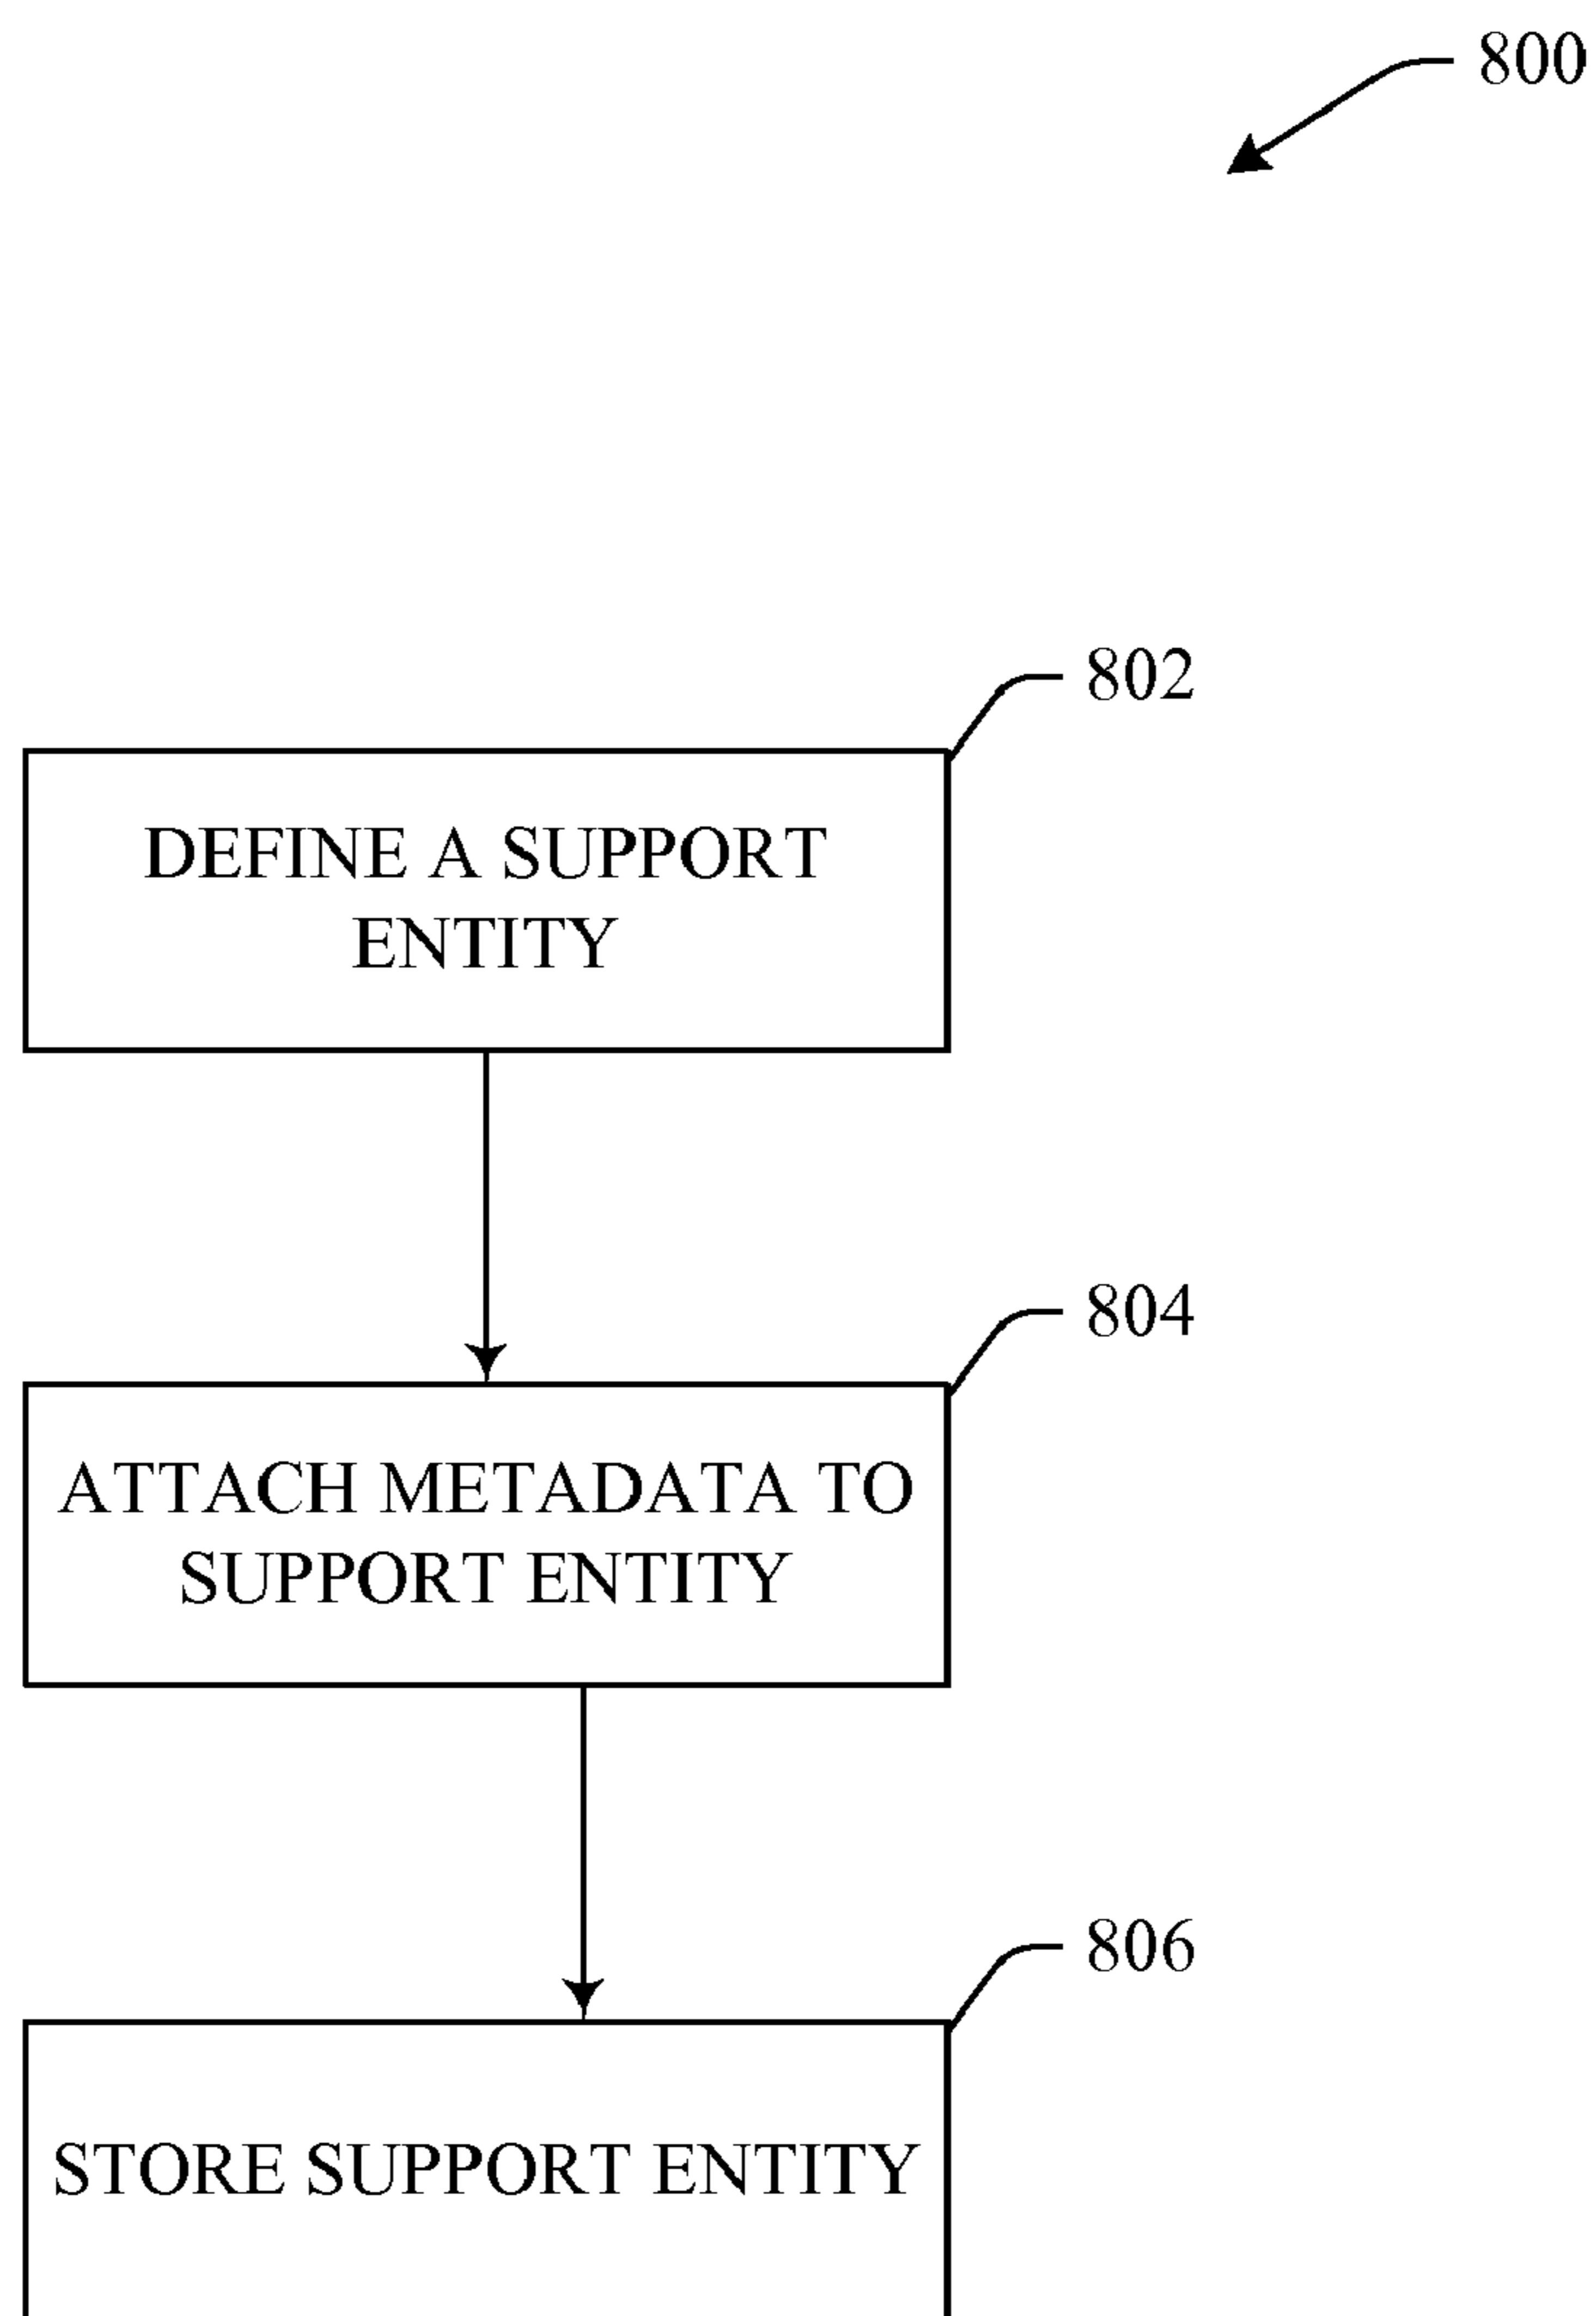 800
802
DEFINE A SUPPORT
ENTITY
804
ATTACH METADATA TO
SUPPORT ENTITY
806
STORE SUPPORT ENTITY